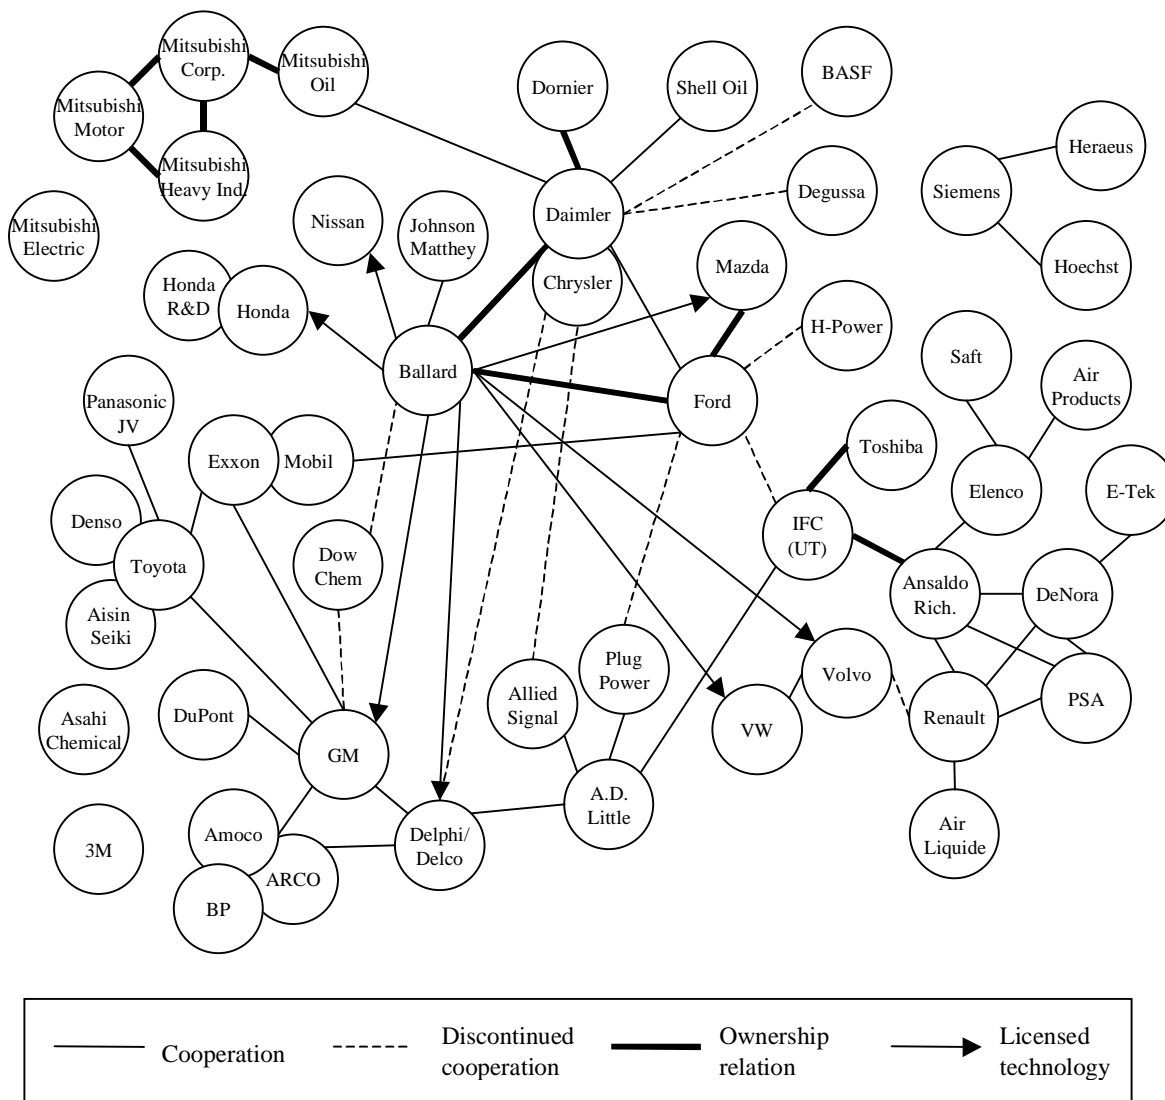 Mitsubishi
Corp.
Mitsubishi
Oil
Mitsubishi
Motor
Mitsubishi
Heavy Ind.
Mitsubishi
Electric
Dornier
Shell Oil
BASF
Heraeus
Siemens
Hoechst
Degussa
Daimler
Chrysler
Nissan
Johnson
Matthey
Mazda
Honda
R&D
Honda
H-Power
Ballard
Ford
Saft
Air
Products
Panasonic
JV
Exxon
Mobil
Toshiba
Elenco
E-Tek
Denso
Toyota
Aisin
Seiki
Dow
Chem
IFC
(UT)
Ansaldo
Rich.
DeNora
Plug
Power
Allied
Signal
Volvo
VW
Renault
PSA
Asahi
Chemical
DuPont
GM
A.D.
Little
Air
Liquide
3M
Amoco
ARCO
BP
Delphi/
Delco
Cooperation
Discontinued
cooperation
Ownership
relation
Licensed
technology